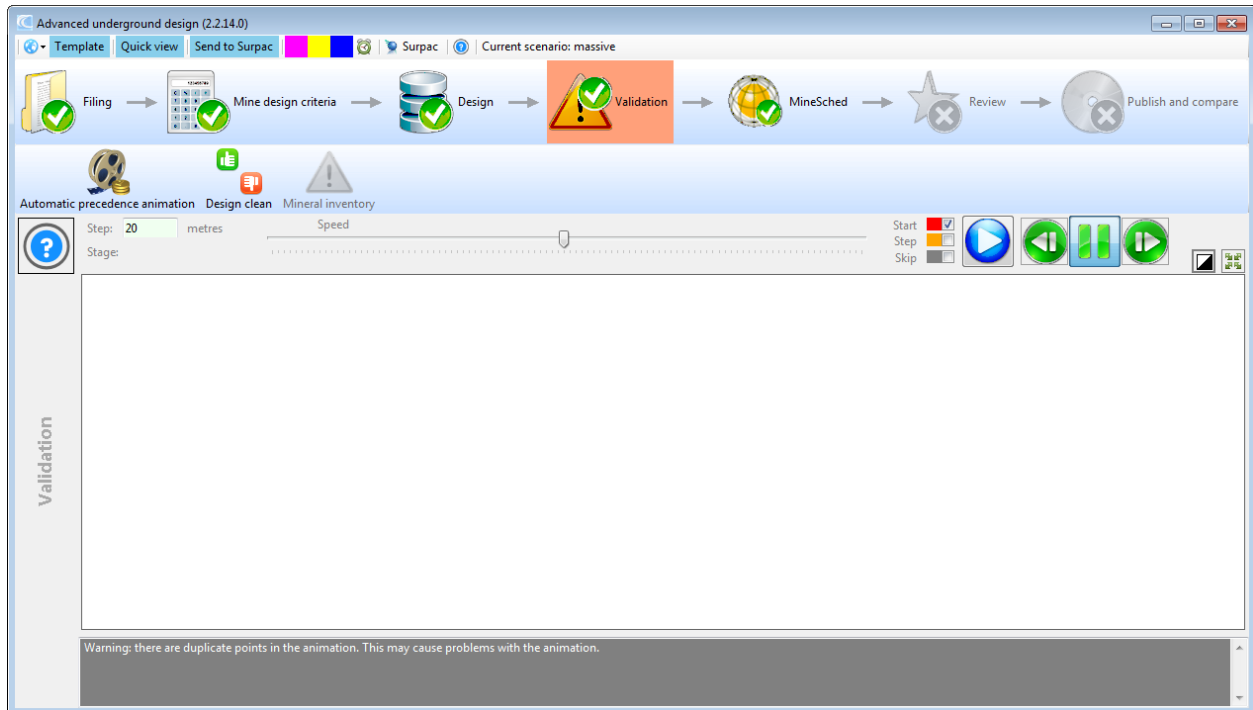 Advanced underground design (2.2.14.0)
Template Quick view Send to Surpac Surpac Current scenario: massive
Filing Mine design criteria Design Validation MineSched Review Publish and compare
Automatic precedence animation Design clean Mineral inventory
Step: 20 metres Speed Start
Step
Stage: Skip
Validation
Warning: there are duplicate points in the animation. This may cause problems with the animation.